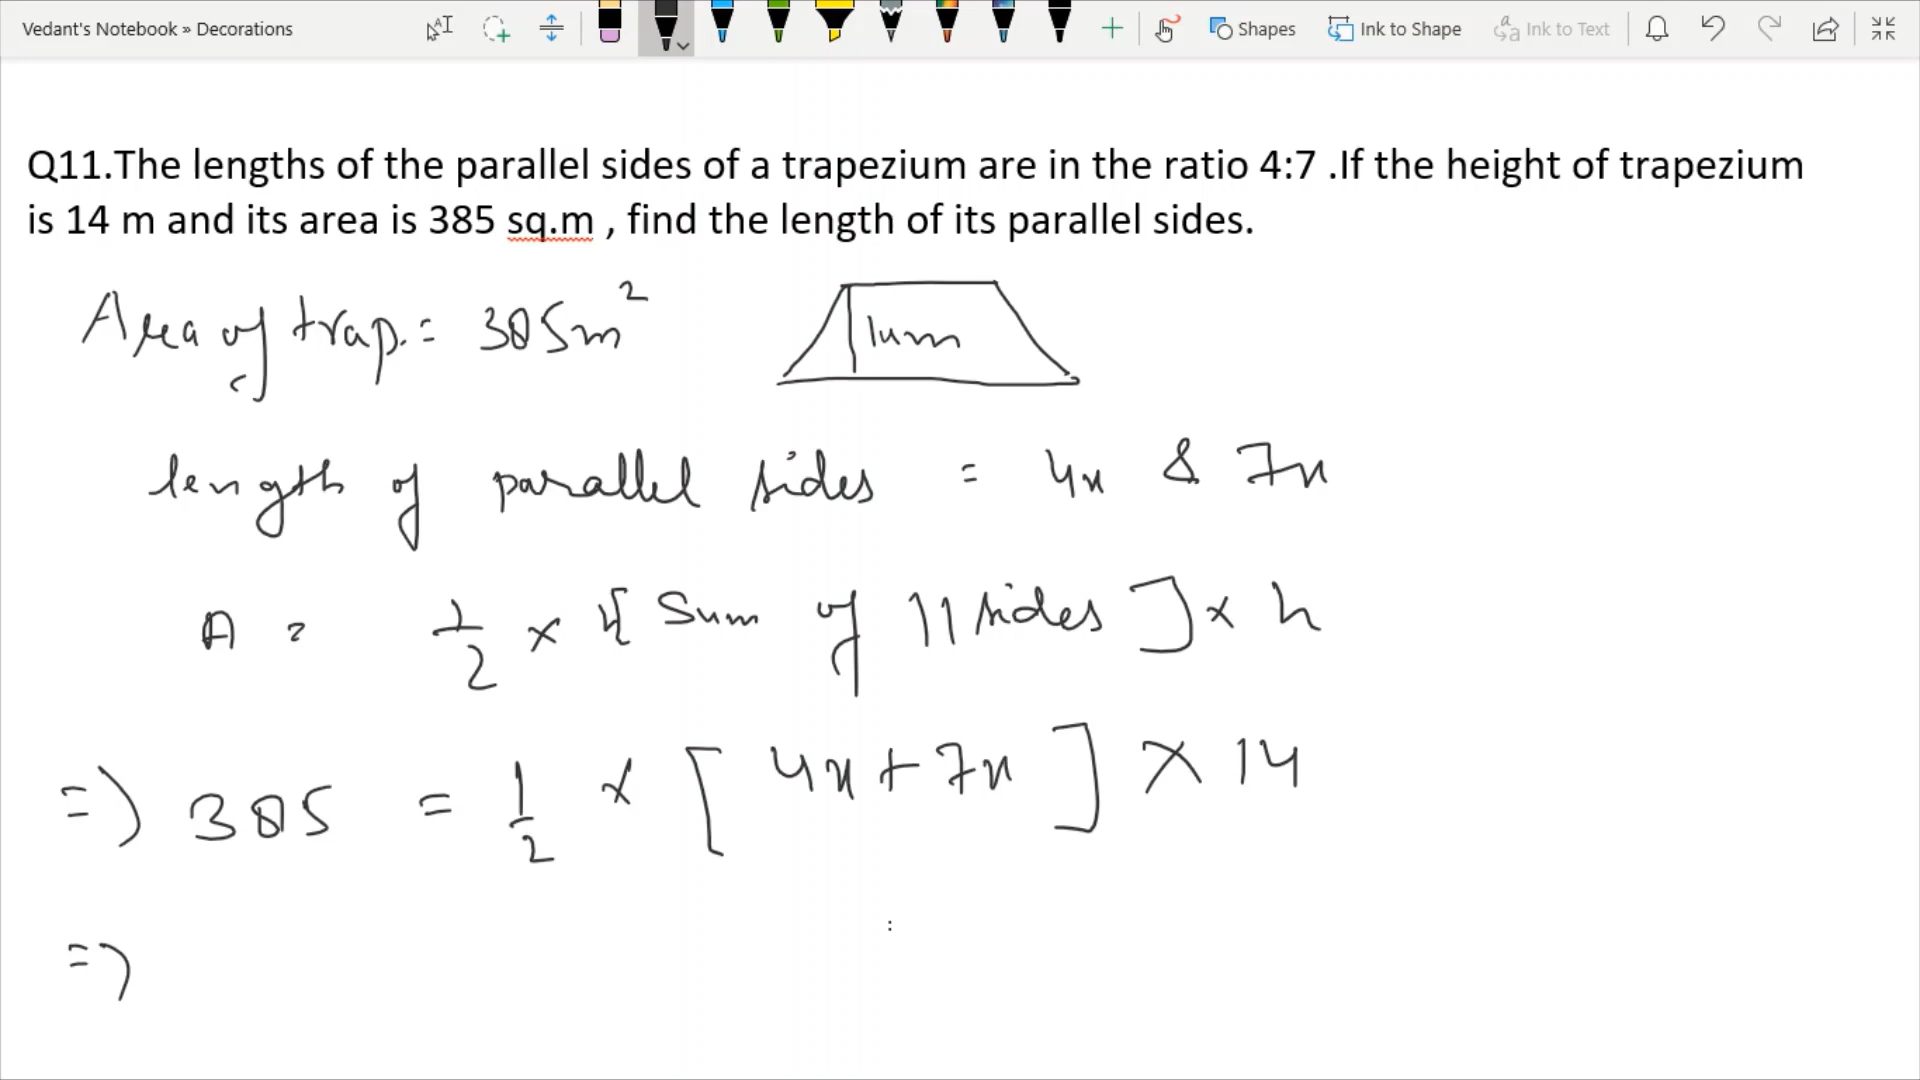 Vedant's Notebook » Decorations Shapes Ink to Shape Ink to Text
Q11.The lengths of the parallel sides of a trapezium are in the ratio 4:7 .If the height of trapezium
is 14 m and its area is 385 sq.m , find the length of its parallel sides.
Area of trap. = 385m² 14m
length of parallel sides = 4x & 7x
A = 1/2 × [ Sum of || sides ] × h
=> 385 = 1/2 × [ 4x + 7x ] × 14
=>